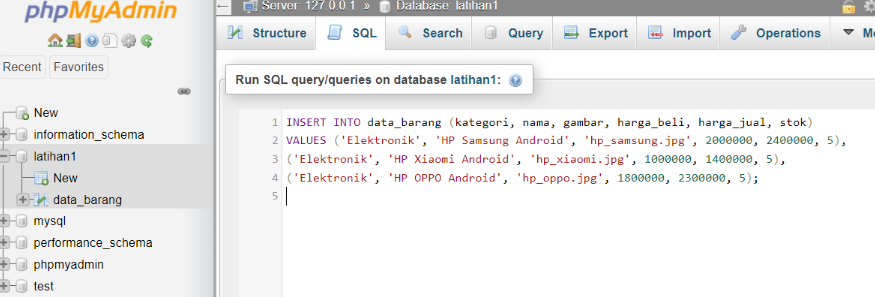 phpMyAdmin
Recent Favorites
New
information_schema
latihan1
New
data_barang
mysql
performance_schema
phpmyadmin
test
Server: 127.0.0.1 » Database: latihan1
Structure SQL Search Query Export Import Operations
Run SQL query/queries on database latihan1:
1 INSERT INTO data_barang (kategori, nama, gambar, harga_beli, harga_jual, stok)
2 VALUES ('Elektronik', 'HP Samsung Android', 'hp_samsung.jpg', 2000000, 2400000, 5),
3 ('Elektronik', 'HP Xiaomi Android', 'hp_xiaomi.jpg', 1000000, 1400000, 5),
4 ('Elektronik', 'HP OPPO Android', 'hp_oppo.jpg', 1800000, 2300000, 5);
5